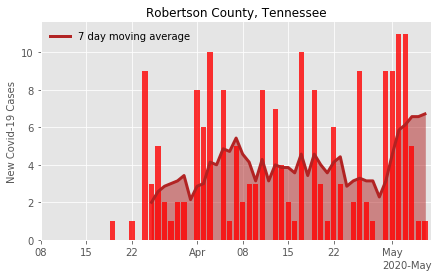 Robertson County, Tennessee
7 day moving average
New Covid-19 Cases
10
8
6
4
2
0
08 15 22 Apr 08 15 22 May
2020-May